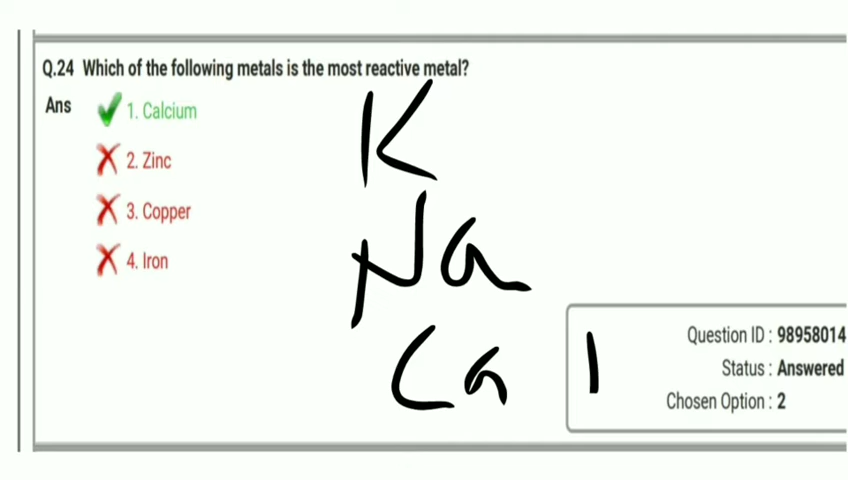 Q.24 Which of the following metals is the most reactive metal?
Ans 1. Calcium
2. Zinc
3. Copper
4. Iron
K
Na
Ca 1
Question ID : 98958014
Status : Answered
Chosen Option : 2